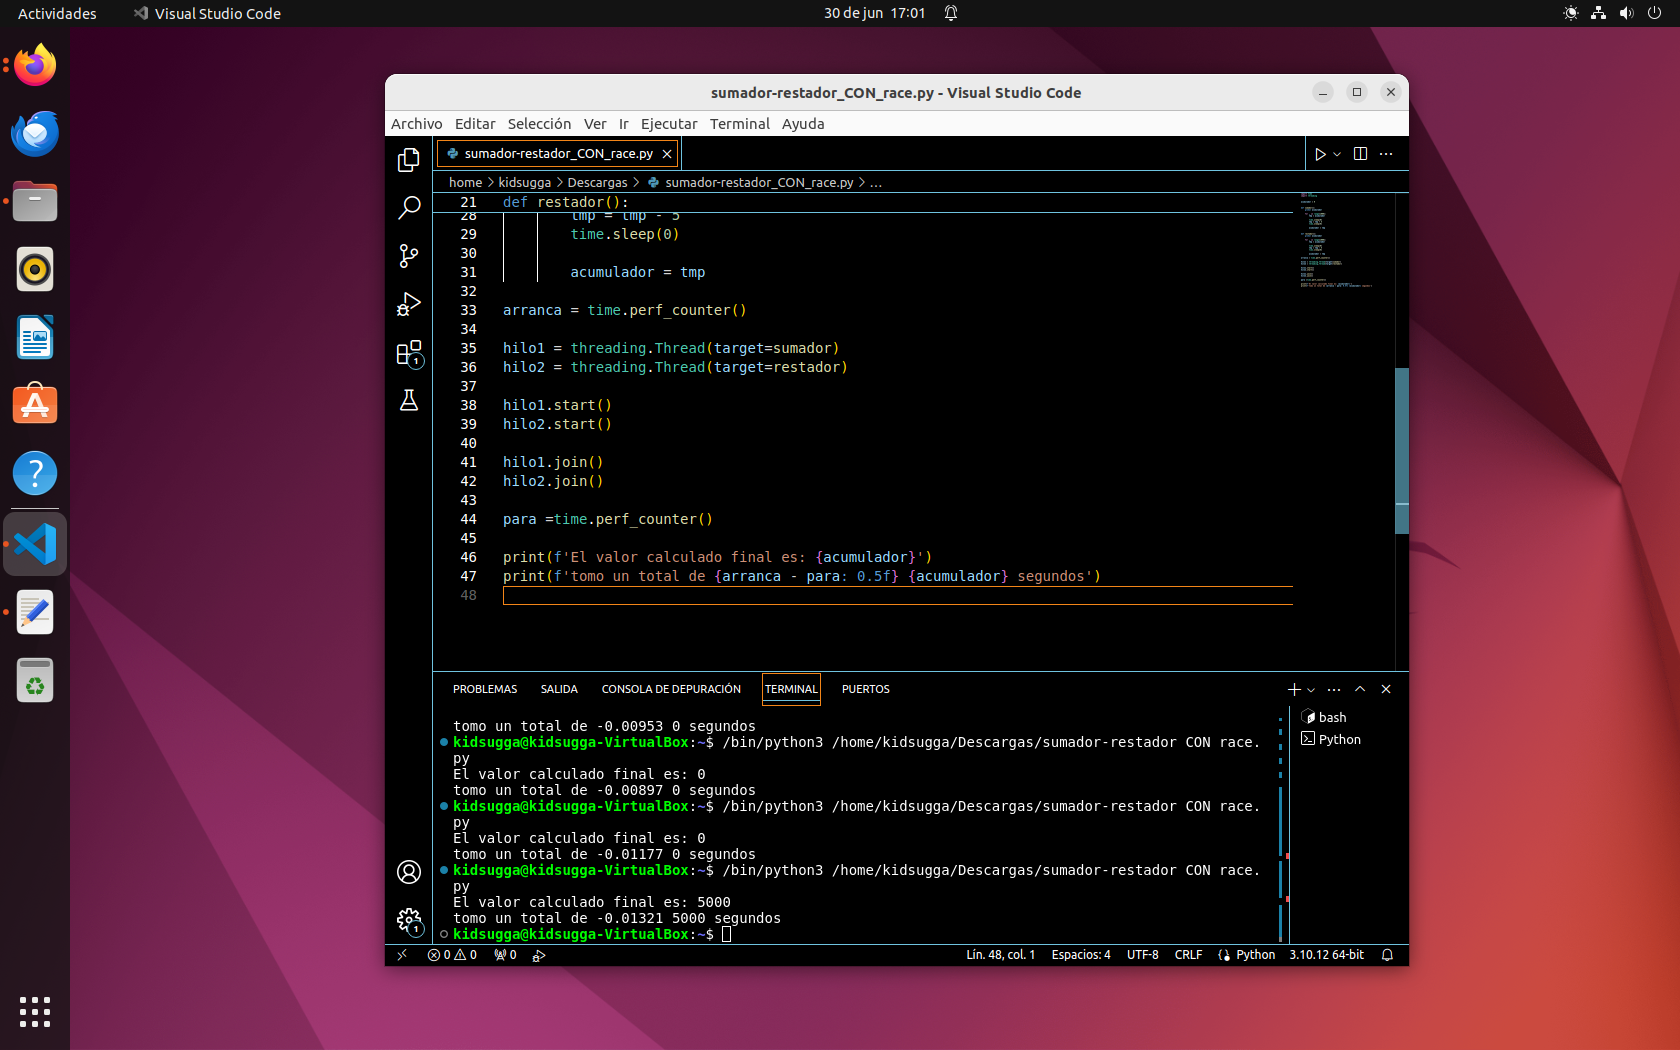 Actividades
Visual Studio Code
30 de jun 17:01
sumador-restador_CON_race.py - Visual Studio Code
Archivo Editar Selección Ver Ir Ejecutar Terminal Ayuda
sumador-restador_CON_race.py
home > kidsugga > Descargas > sumador-restador_CON_race.py > ...
21 def restador():
28 tmp = tmp - 5
29 time.sleep(0)
30
31 acumulador = tmp
32
33 arranca = time.perf_counter()
34
35 hilo1 = threading.Thread(target=sumador)
36 hilo2 = threading.Thread(target=restador)
37
38 hilo1.start()
39 hilo2.start()
40
41 hilo1.join()
42 hilo2.join()
43
44 para =time.perf_counter()
45
46 print(f'El valor calculado final es: {acumulador}')
47 print(f'tomo un total de {arranca - para: 0.5f} {acumulador} segundos')
48
PROBLEMAS SALIDA CONSOLA DE DEPURACIÓN TERMINAL PUERTOS
tomo un total de -0.00953 0 segundos
kidsugga@kidsugga-VirtualBox:~$ /bin/python3 /home/kidsugga/Descargas/sumador-restador CON race.
py
El valor calculado final es: 0
tomo un total de -0.00897 0 segundos
kidsugga@kidsugga-VirtualBox:~$ /bin/python3 /home/kidsugga/Descargas/sumador-restador CON race.
py
El valor calculado final es: 0
tomo un total de -0.01177 0 segundos
kidsugga@kidsugga-VirtualBox:~$ /bin/python3 /home/kidsugga/Descargas/sumador-restador CON race.
py
El valor calculado final es: 5000
tomo un total de -0.01321 5000 segundos
kidsugga@kidsugga-VirtualBox:~$
bash
Python
1
1
0 0 0
Lín. 48, col. 1 Espacios: 4 UTF-8 CRLF Python 3.10.12 64-bit